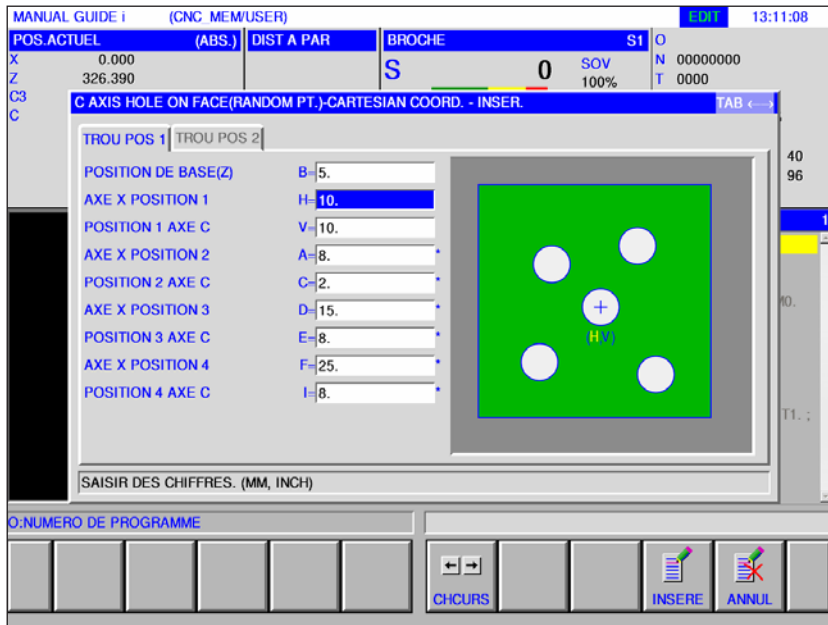 MANUAL GUIDE i (CNC_MEM/USER) EDIT 13:11:08
POS.ACTUEL (ABS.) DIST A PAR BROCHE S1 O
X 0.000 S 0 SOV N 00000000
Z 326.390 100% T 0000
C3
C
C AXIS HOLE ON FACE(RANDOM PT.)-CARTESIAN COORD. - INSER. TAB ←→
TROU POS 1 TROU POS 2
POSITION DE BASE(Z) B=5.
AXE X POSITION 1 H=10.
POSITION 1 AXE C V=10.
AXE X POSITION 2 A=8. *
POSITION 2 AXE C C=2. *
AXE X POSITION 3 D=15. *
POSITION 3 AXE C E=8. *
AXE X POSITION 4 F=25. *
POSITION 4 AXE C I=8. *
(HV)
40
96
1
M0.
T1. ;
SAISIR DES CHIFFRES. (MM, INCH)
O:NUMERO DE PROGRAMME
CHCURS INSERE ANNUL